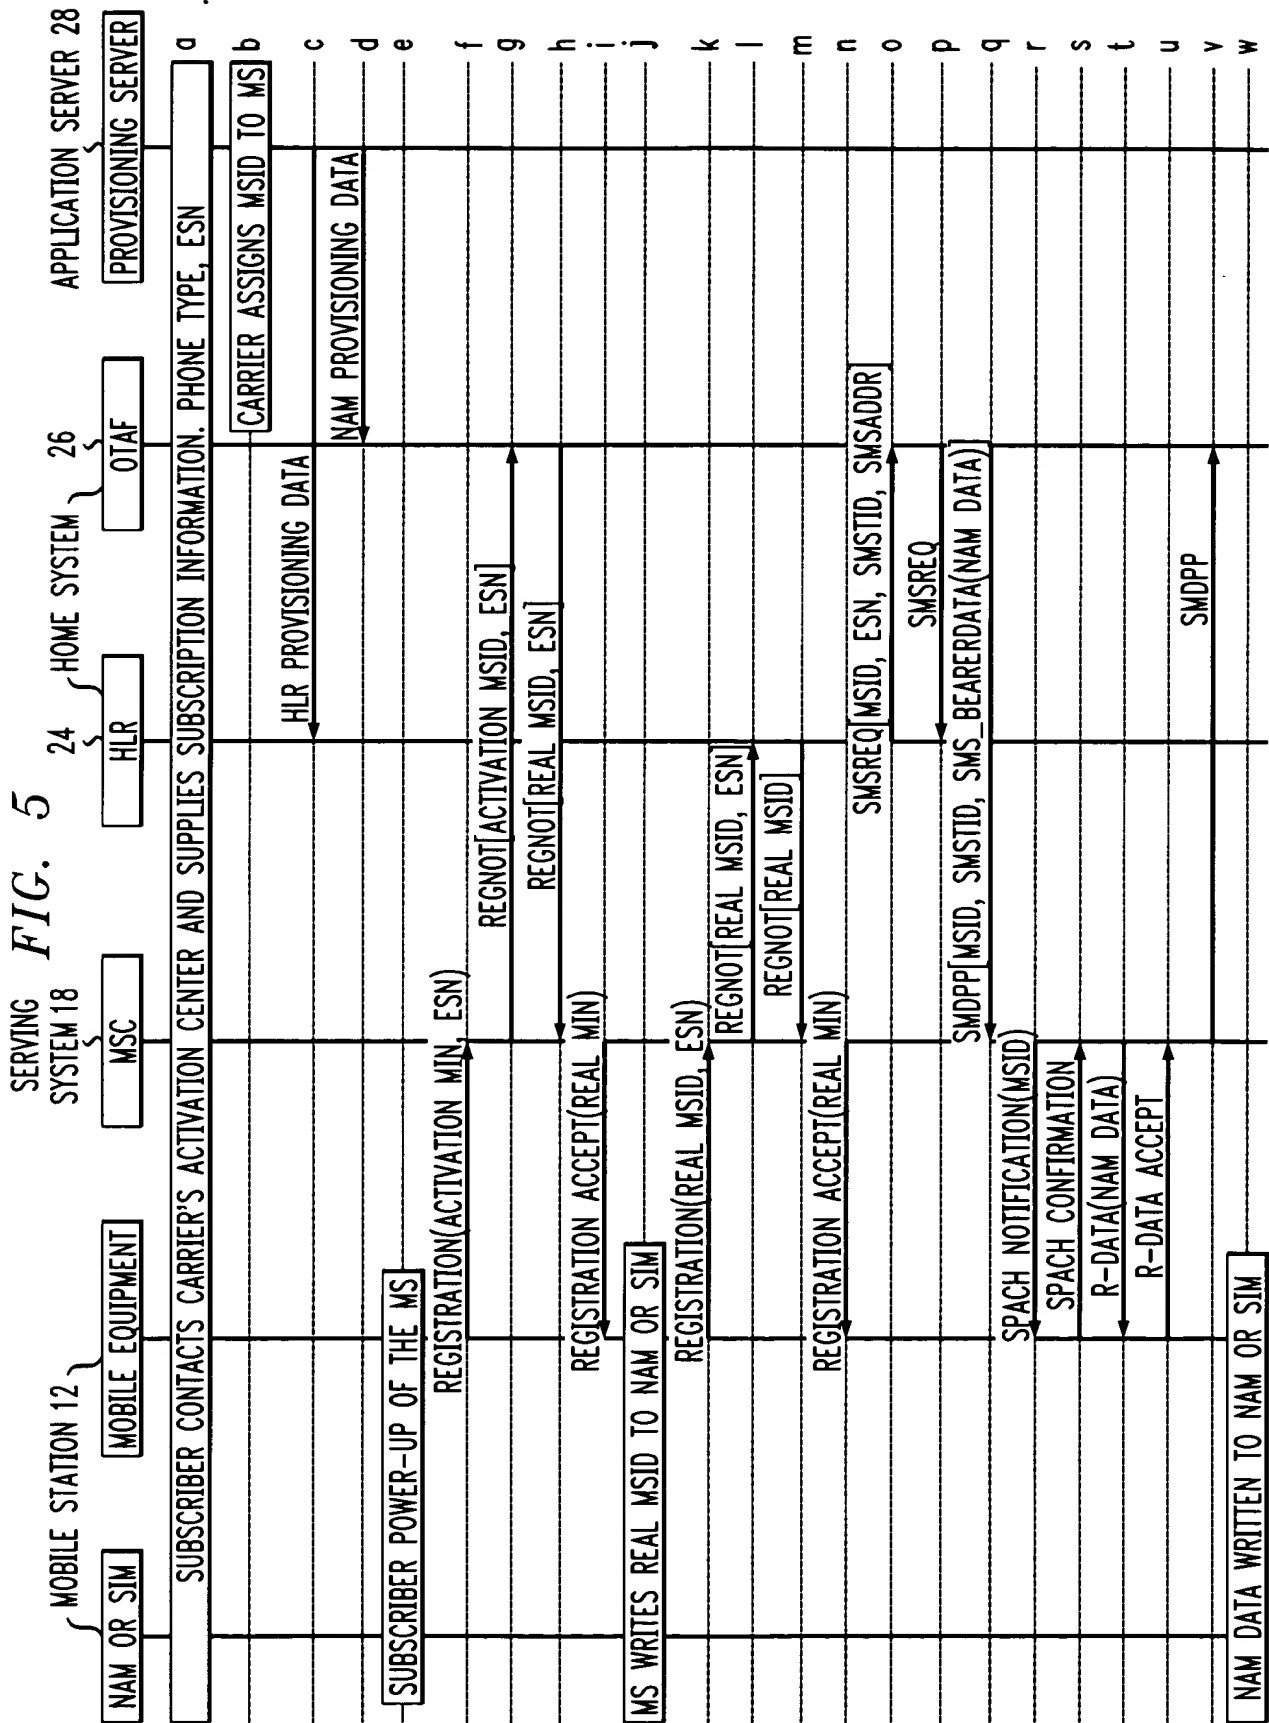 FIG. 5
MOBILE STATION 12
SERVING
SYSTEM 18
24
HOME SYSTEM
26
APPLICATION SERVER 28
NAM OR SIM
MOBILE EQUIPMENT
MSC
HLR
OTAF
PROVISIONING SERVER
SUBSCRIBER CONTACTS CARRIER'S ACTIVATION CENTER AND SUPPLIES SUBSCRIPTION INFORMATION. PHONE TYPE, ESN
a
CARRIER ASSIGNS MSID TO MS
b
HLR PROVISIONING DATA
c
NAM PROVISIONING DATA
d
SUBSCRIBER POWER-UP OF THE MS
e
REGISTRATION(ACTIVATION MIN, ESN)
f
REGNOT[ACTIVATION MSID, ESN]
g
REGNOT[REAL MSID, ESN]
h
REGISTRATION ACCEPT(REAL MIN)
i
MS WRITES REAL MSID TO NAM OR SIM
j
REGISTRATION(REAL MSID, ESN)
k
REGNOT[REAL MSID, ESN]
l
REGNOT[REAL MSID]
m
REGISTRATION ACCEPT(REAL MIN)
n
SMSREQ[MSID, ESN, SMSTID, SMSADDR]
o
SMSREQ
p
SMDPP[MSID, SMSTID, SMS_BEARERDATA(NAM DATA)]
q
SPACH NOTIFICATION(MSID)
r
SPACH CONFIRMATION
s
R-DATA(NAM DATA)
t
R-DATA ACCEPT
u
SMDPP
v
NAM DATA WRITTEN TO NAM OR SIM
w